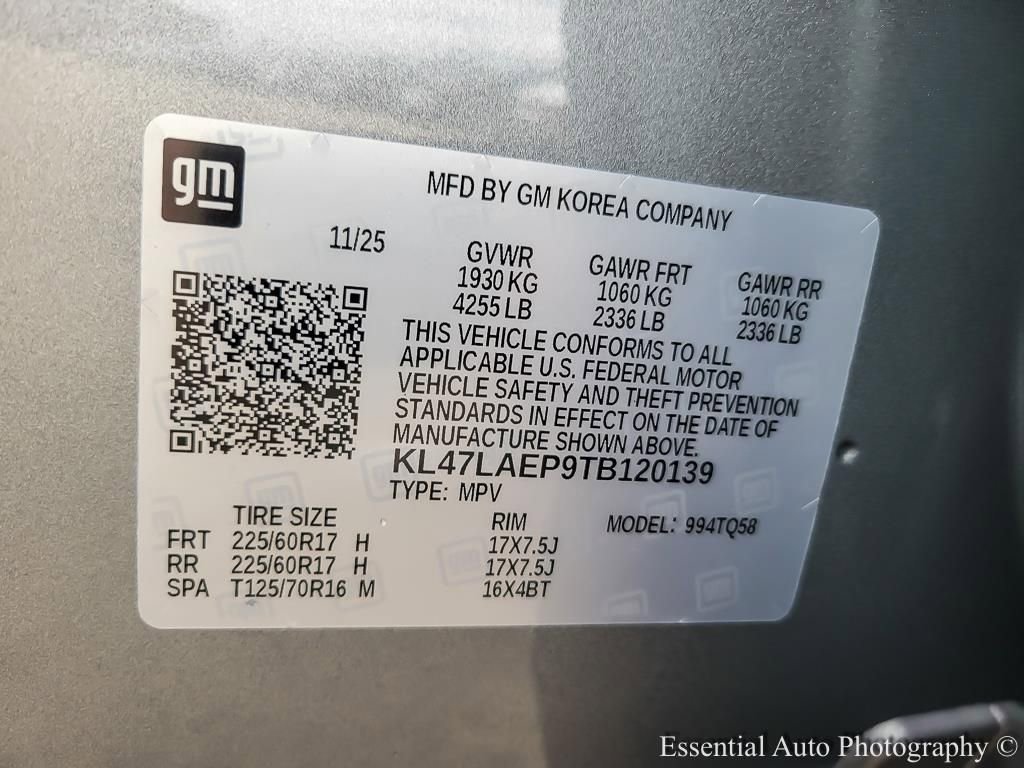 gm
MFD BY GM KOREA COMPANY
11/25
GVWR GAWR FRT GAWR RR
1930 KG 1060 KG 1060 KG
4255 LB 2336 LB 2336 LB
THIS VEHICLE CONFORMS TO ALL
APPLICABLE U.S. FEDERAL MOTOR
VEHICLE SAFETY AND THEFT PREVENTION
STANDARDS IN EFFECT ON THE DATE OF
MANUFACTURE SHOWN ABOVE.
KL47LAEP9TB120139
TYPE: MPV
TIRE SIZE RIM MODEL: 994TQ58
FRT 225/60R17 H 17X7.5J
RR 225/60R17 H 17X7.5J
SPA T125/70R16 M 16X4BT
Essential Auto Photography ©